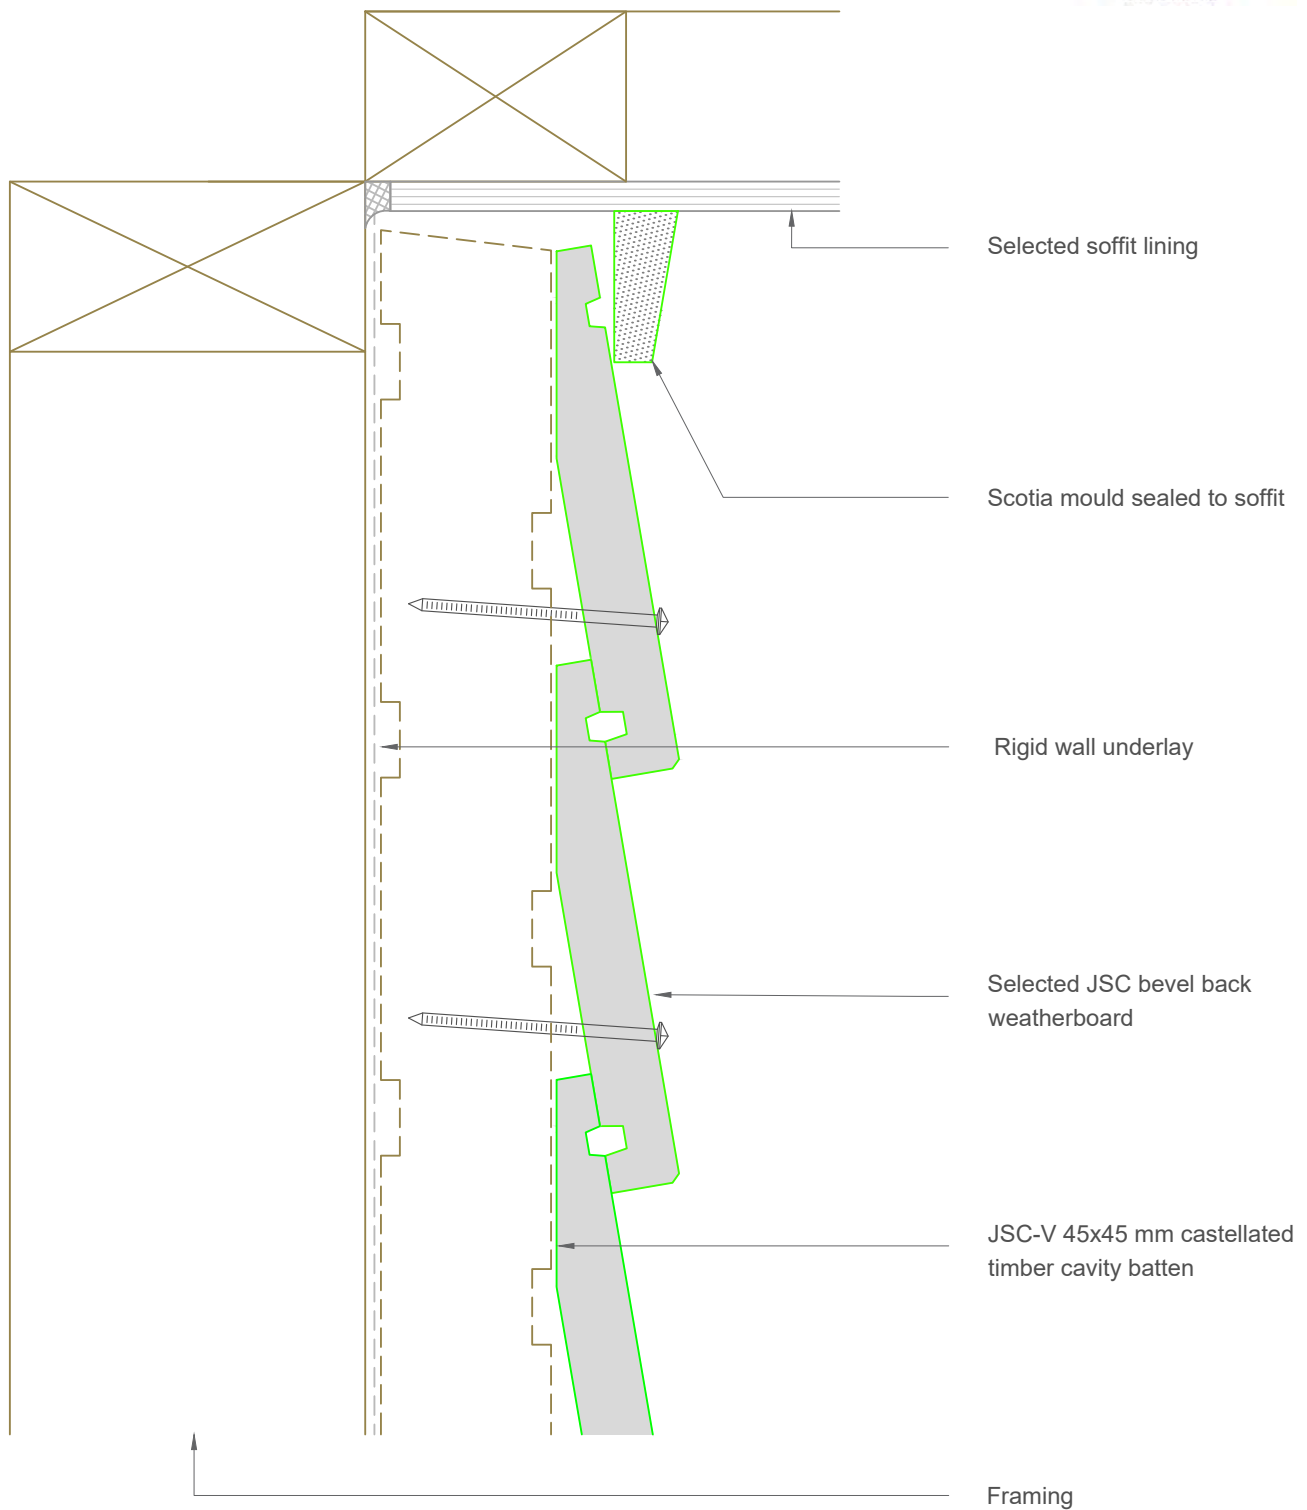 Selected soffit lining
Scotia mould sealed to soffit
Rigid wall underlay
Selected JSC bevel back
weatherboard
JSC-V 45x45 mm castellated
timber cavity batten
Framing